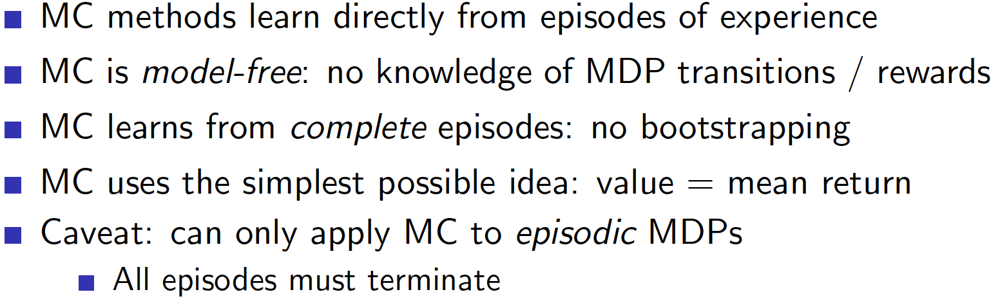 MC methods learn directly from episodes of experience
MC is model-free: no knowledge of MDP transitions / rewards
MC learns from complete episodes: no bootstrapping
MC uses the simplest possible idea: value = mean return
Caveat: can only apply MC to episodic MDPs
All episodes must terminate